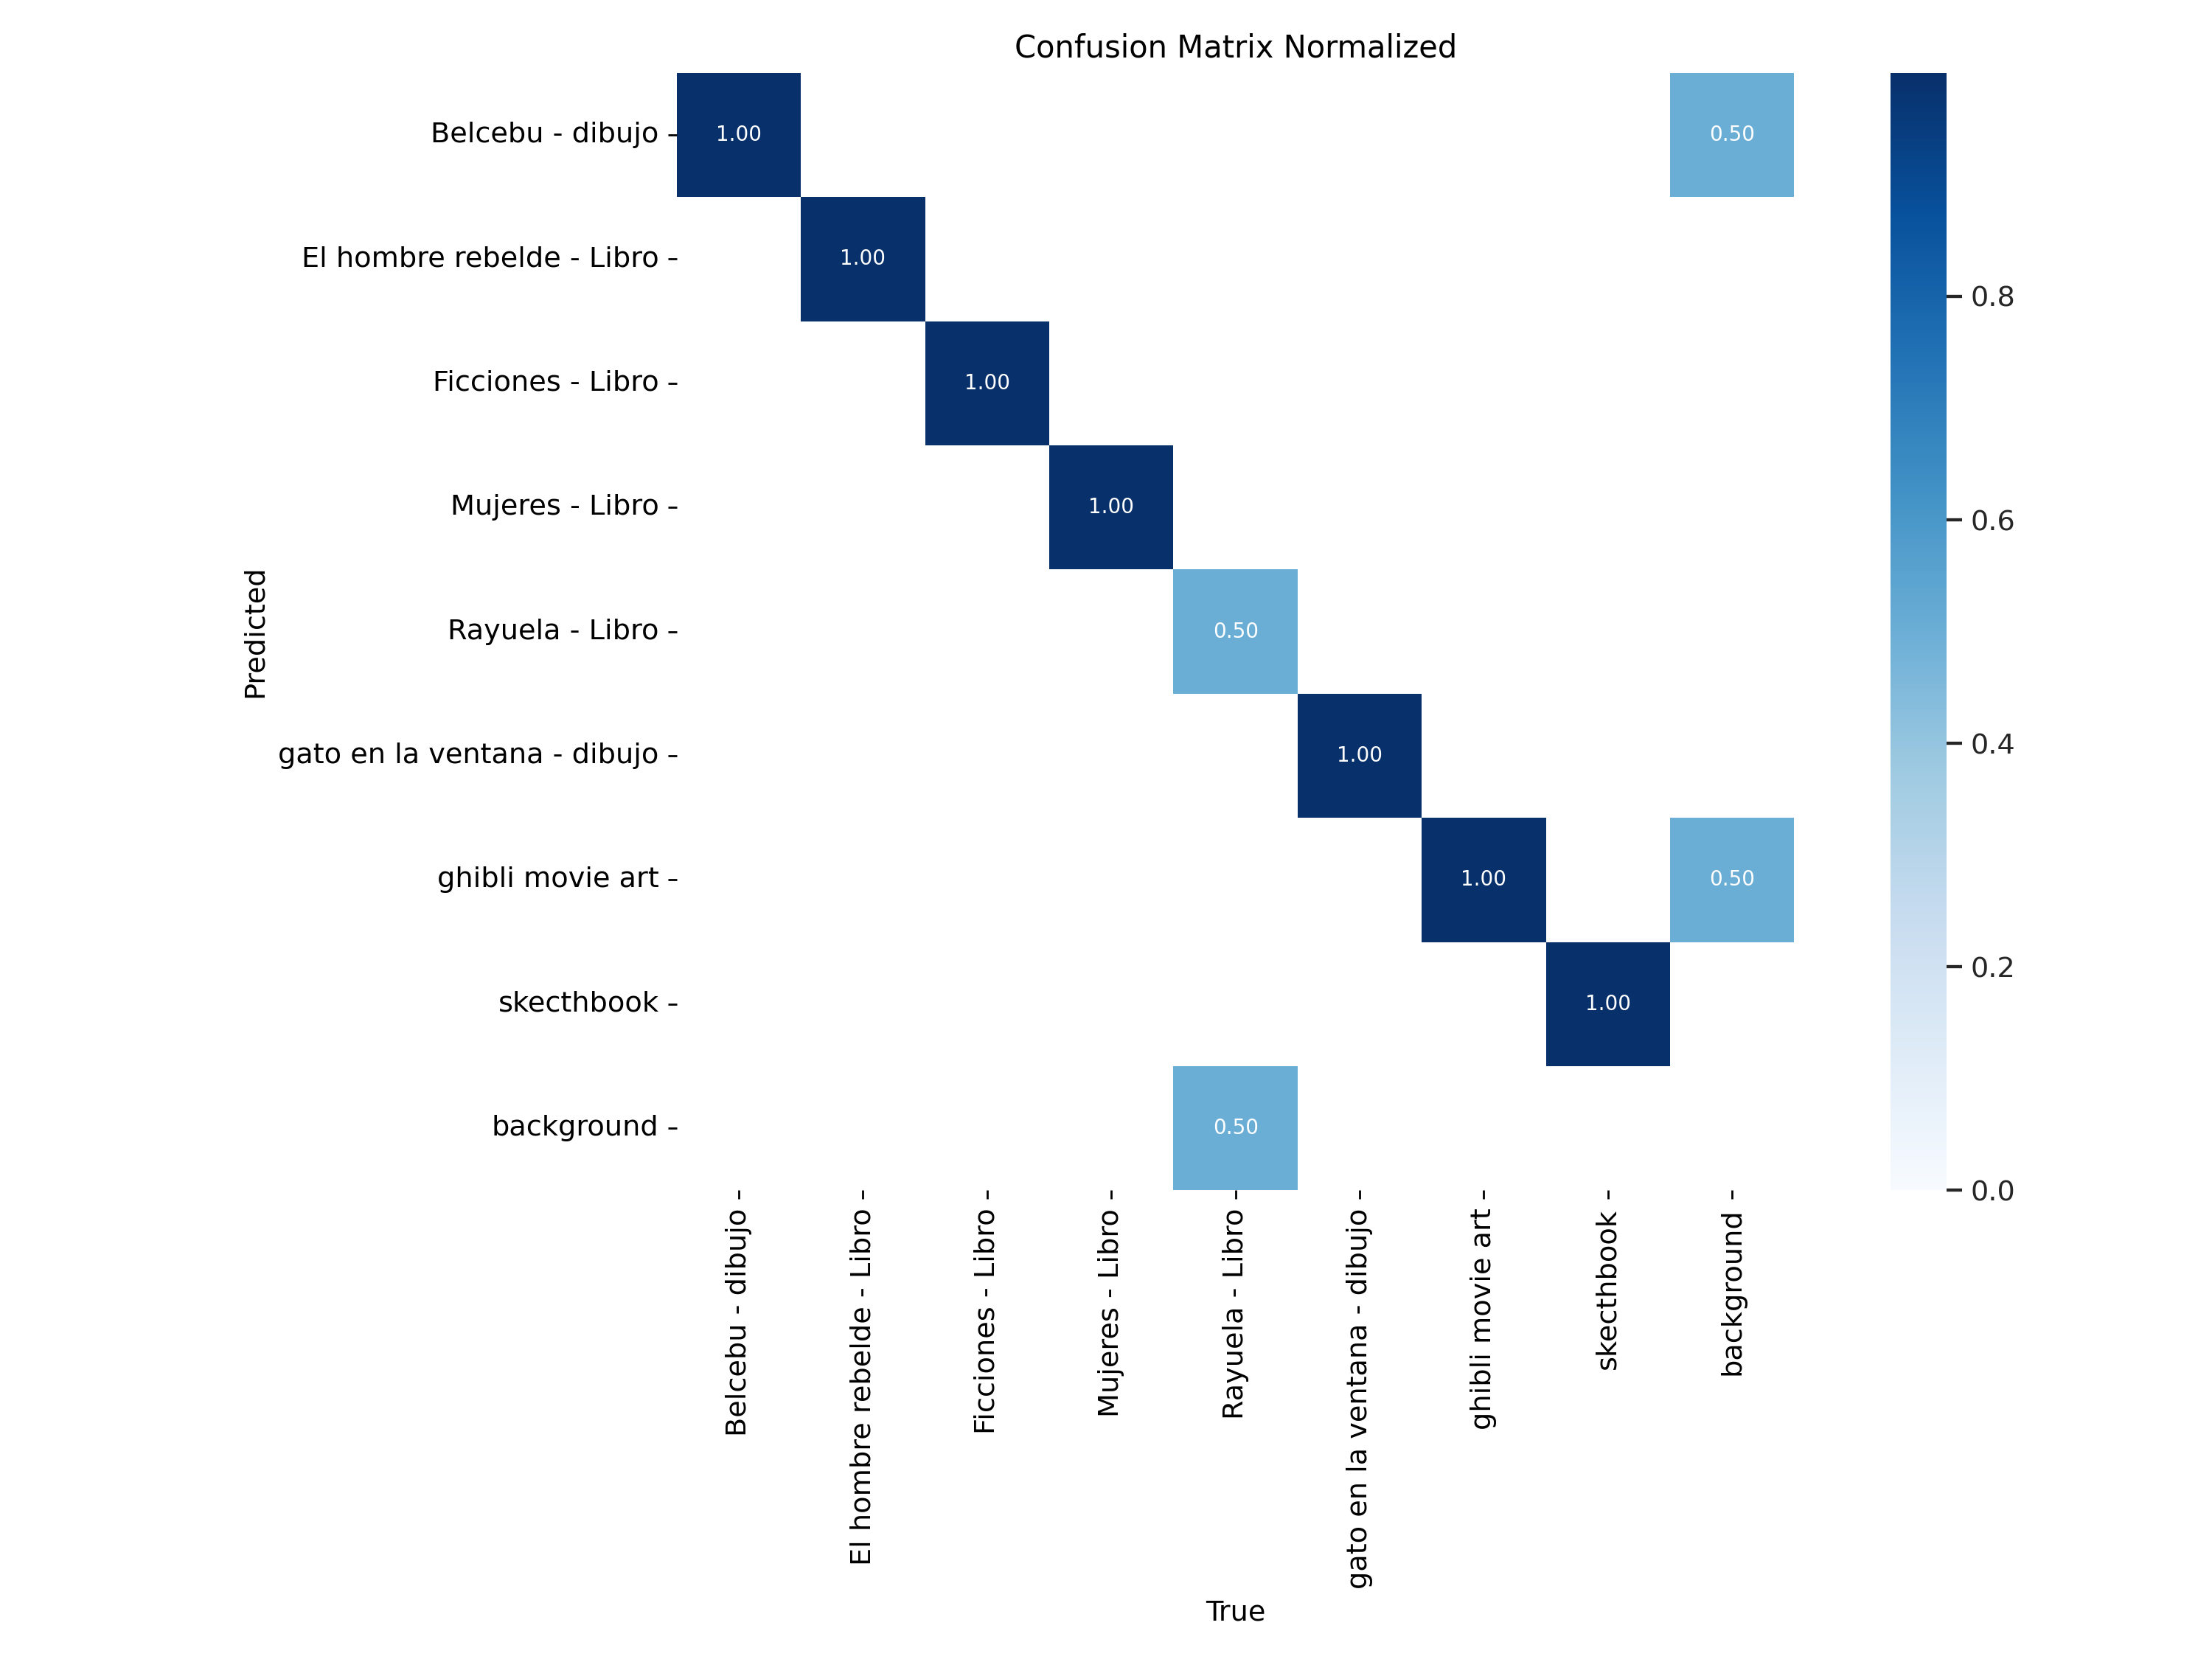 Confusion Matrix Normalized
Belcebu - dibujo
1.00
0.50
El hombre rebelde - Libro
1.00
0.8
Ficciones - Libro
1.00
Mujeres - Libro
1.00
0.6
Predicted
Rayuela - Libro
0.50
gato en la ventana - dibujo
1.00
0.4
ghibli movie art
1.00
0.50
skecthbook
1.00
0.2
background
0.50
0.0
Belcebu - dibujo
El hombre rebelde - Libro
Ficciones - Libro
Mujeres - Libro
Rayuela - Libro
gato en la ventana - dibujo
ghibli movie art
skecthbook
background
True